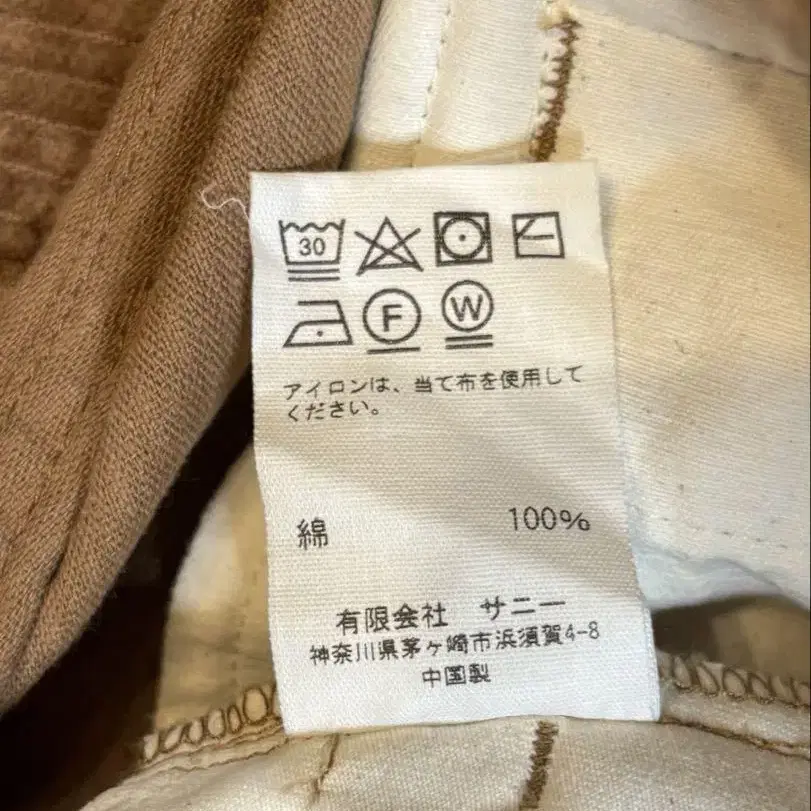 30
F W
アイロンは、当て布を使用して
ください。
綿 100%
有限会社 サニー
神奈川県茅ヶ崎市浜須賀4-8
中国製